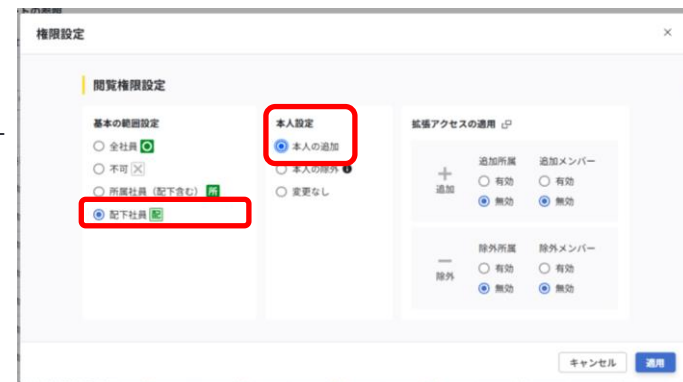 権限設定
閲覧権限設定
基本の範囲設定
全社員
不可
所属社員（配下含む） 所
配下社員 配
本人設定
本人の追加
本人の除外
変更なし
拡張アクセスの適用
追加
追加所属 追加メンバー
有効 有効
無効 無効
除外
除外所属 除外メンバー
有効 有効
無効 無効
キャンセル 適用